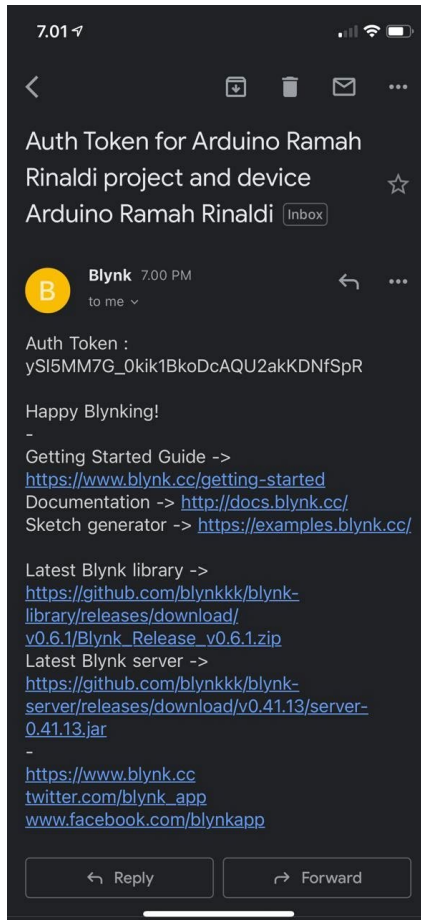 7.01
Auth Token for Arduino Ramah
Rinaldi project and device
Arduino Ramah Rinaldi Inbox
B
Blynk 7.00 PM
to me
Auth Token :
ySI5MM7G_0kik1BkoDcAQU2akKDNfSpR
Happy Blynking!
-
Getting Started Guide ->
https://www.blynk.cc/getting-started
Documentation -> http://docs.blynk.cc/
Sketch generator -> https://examples.blynk.cc/
Latest Blynk library ->
https://github.com/blynkkk/blynk-
library/releases/download/
v0.6.1/Blynk_Release_v0.6.1.zip
Latest Blynk server ->
https://github.com/blynkkk/blynk-
server/releases/download/v0.41.13/server-
0.41.13.jar
-
https://www.blynk.cc
twitter.com/blynk_app
www.facebook.com/blynkapp
Reply
Forward